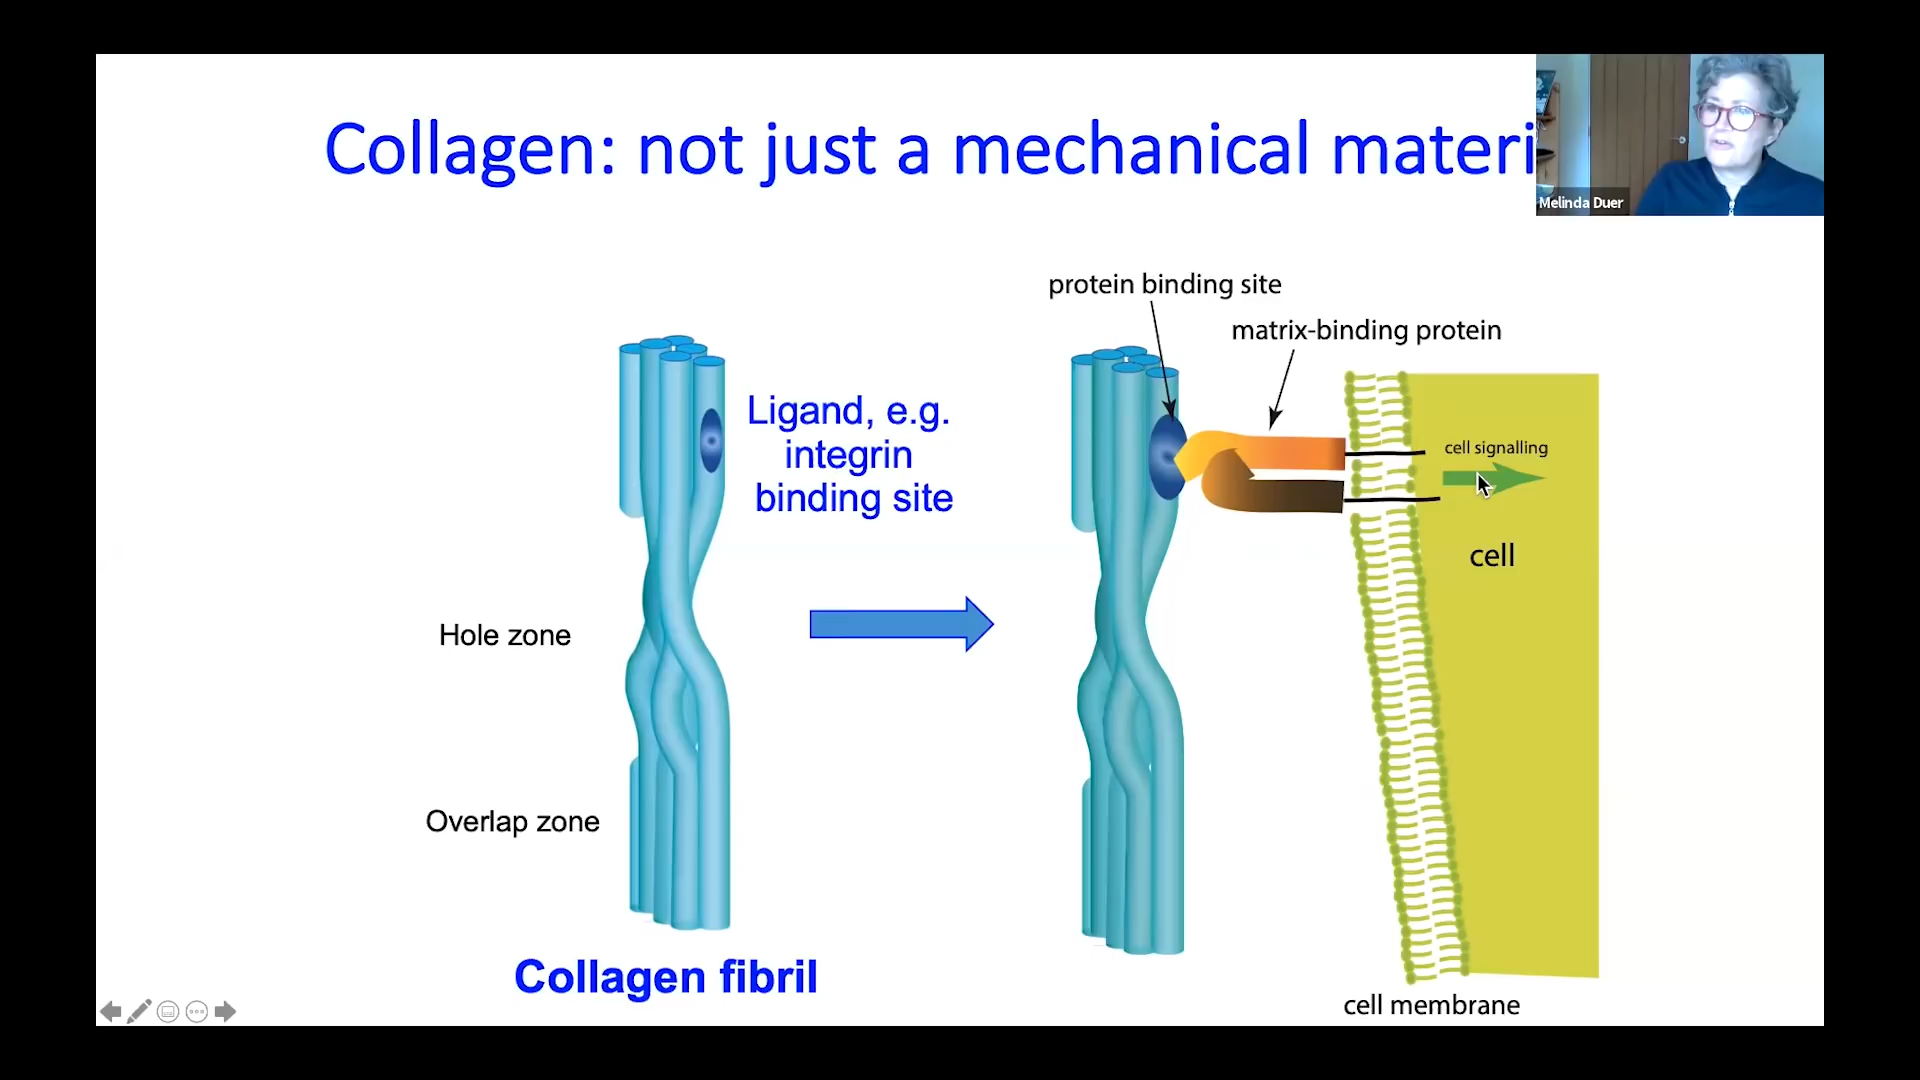 Collagen: not just a mechanical materi
Melinda Duer
protein binding site
matrix-binding protein
Ligand, e.g.
integrin
binding site
cell signalling
cell
Hole zone
Overlap zone
Collagen fibril
cell membrane